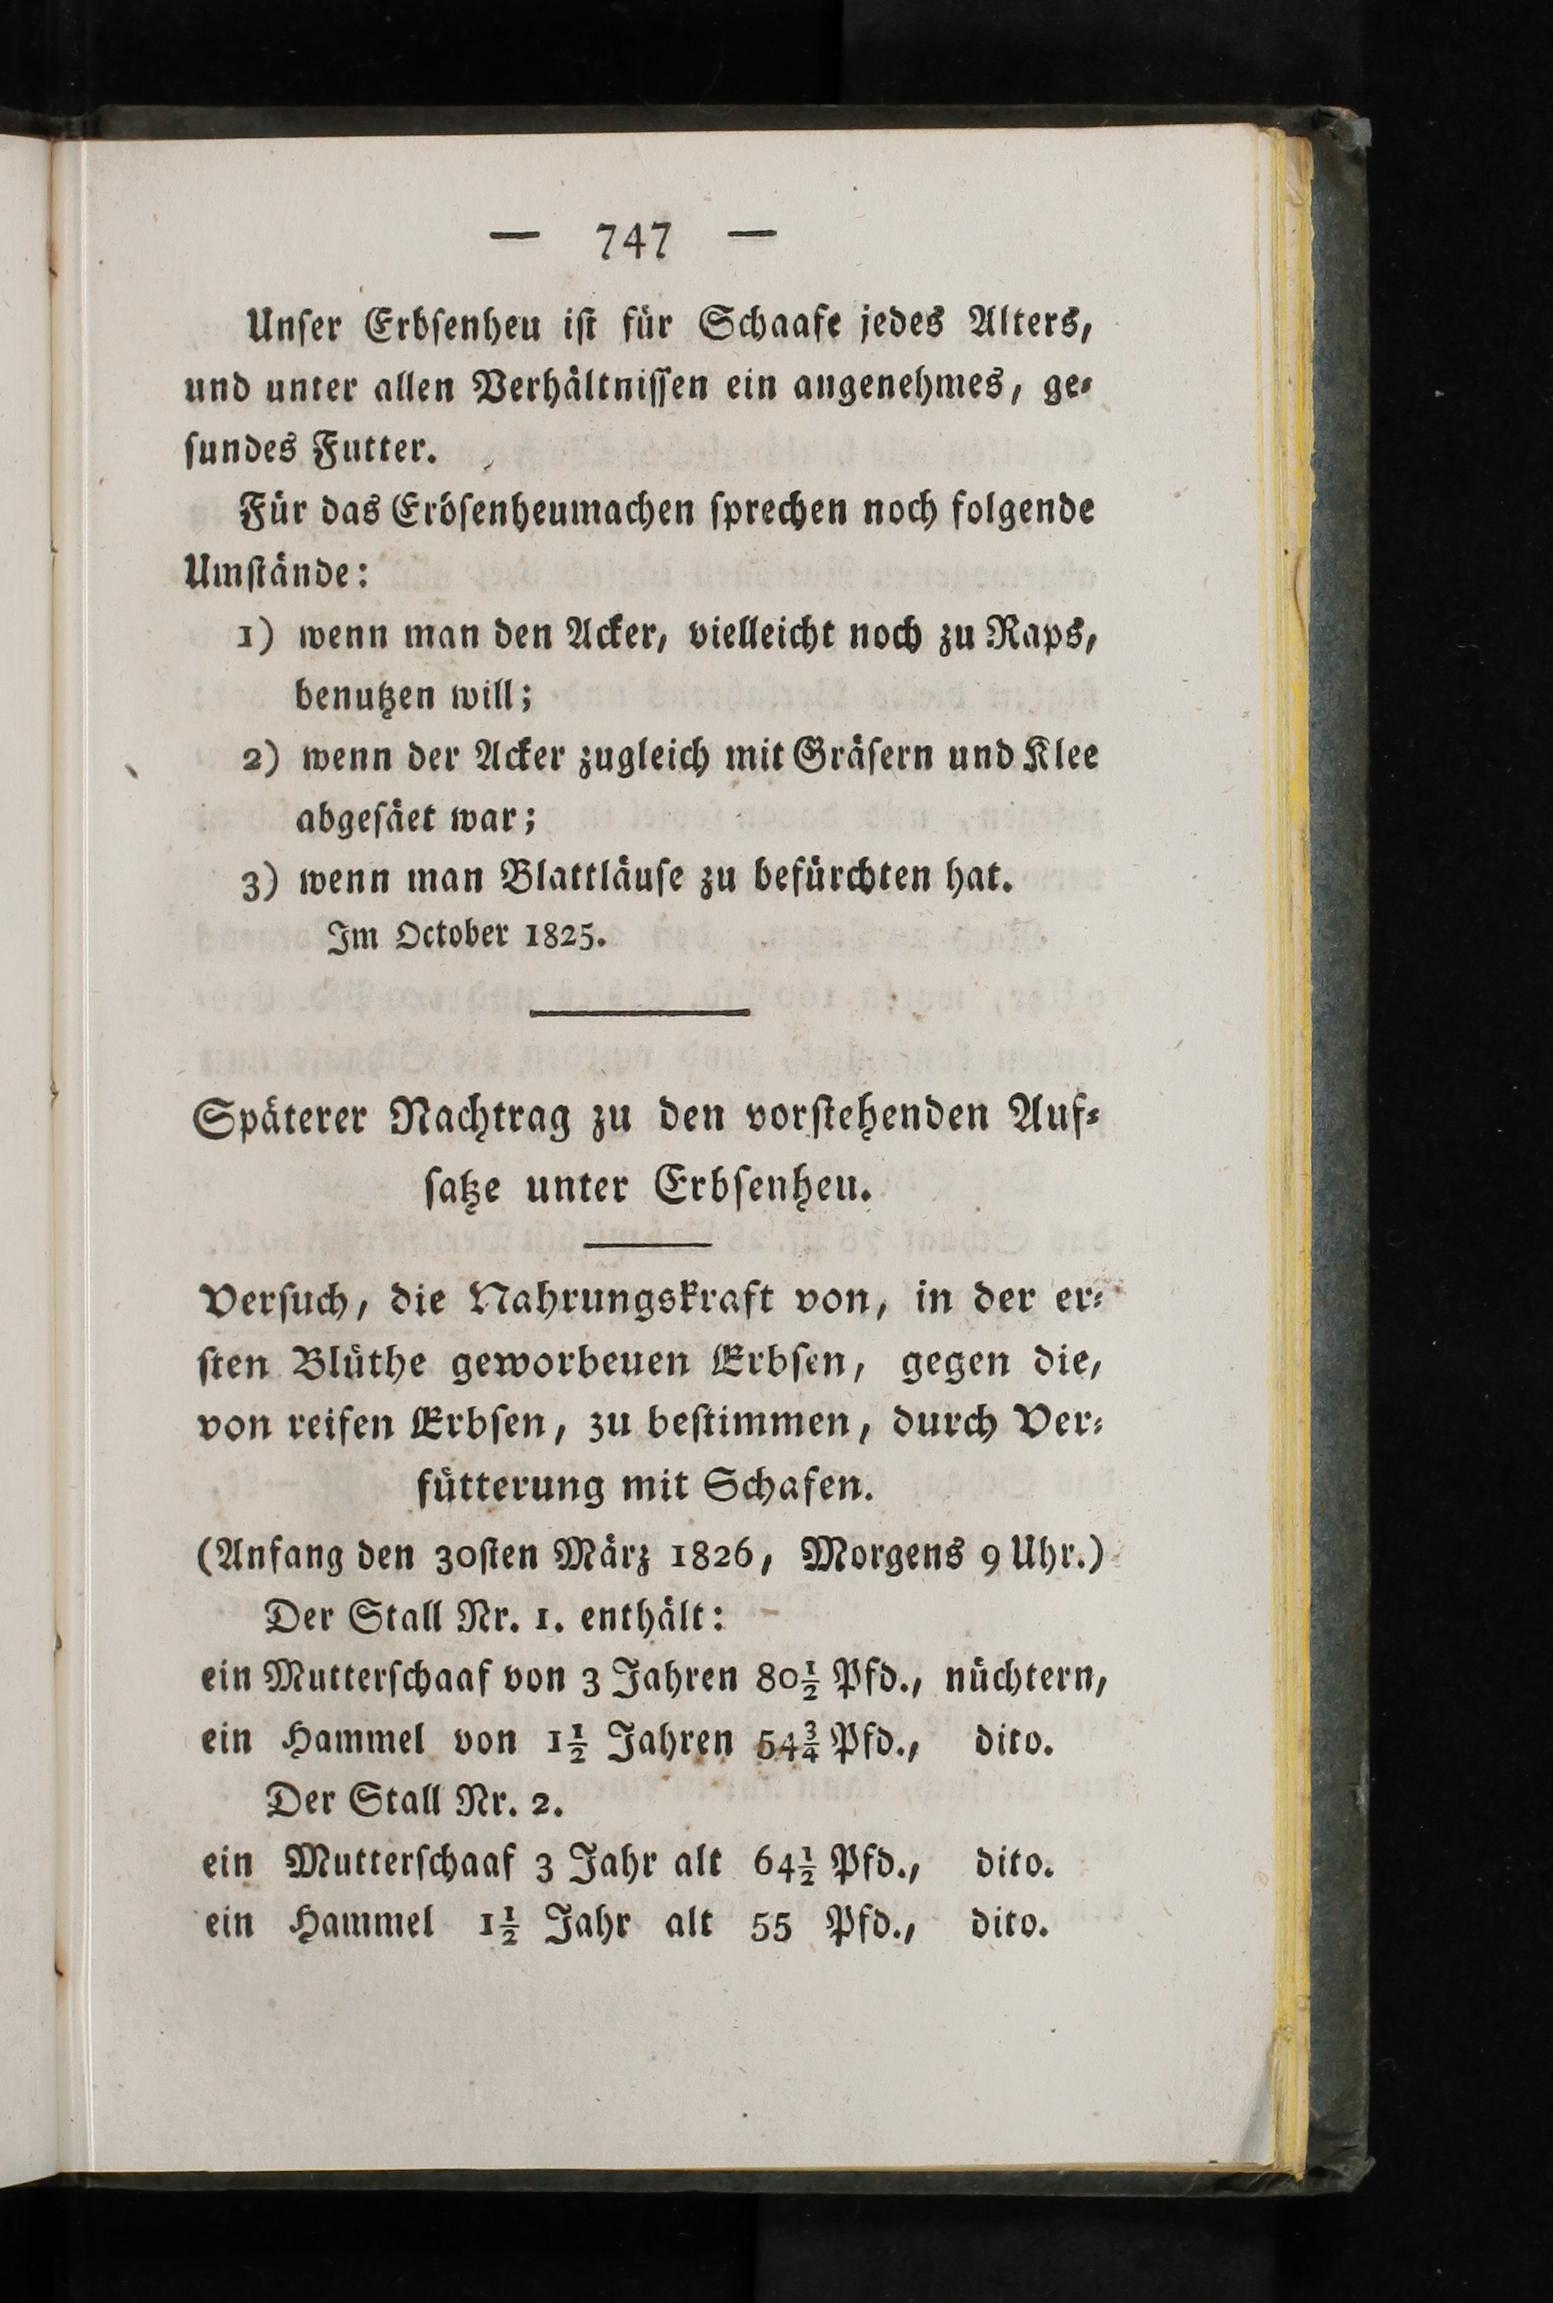 — 747 —
Unſer Erbſenheu iſt für Schaafe jedes Alters,
und unter allen Verhältniſſen ein angenehmes, ge⸗
ſundes Futter.
Für das Erbſenheumachen ſprechen noch folgende
Umſtände:
1) wenn man den Acker, vielleicht noch zu Raps,
benutzen will;
2) wenn der Acker zugleich mit Gräſern und Klee
abgeſäet war;
3) wenn man Blattläuſe zu befürchten hat.
Im October 1825.
Späterer Nachtrag zu den vorſtehenden Auf⸗
ſatze unter Erbſenheu.
Verſuch, die Nahrungskraft von, in der er⸗
ſten Blüthe geworbenen Erbſen, gegen die,
von reifen Erbſen, zu beſtimmen, durch Ver⸗
fütterung mit Schafen.
(Anfang den 30ſten März 1826, Morgens 9 Uhr.)
Der Stall Nr. 1. enthält:
ein Mutterſchaaf von 3 Jahren 80½ Pfd., nüchtern,
ein Hammel von 1½ Jahren 54¾ Pfd., dito.
Der Stall Nr. 2.
ein Mutterſchaaf 3 Jahr alt 64½ Pfd., dito.
ein Hammel 1½ Jahr alt 55 Pfd., dito.